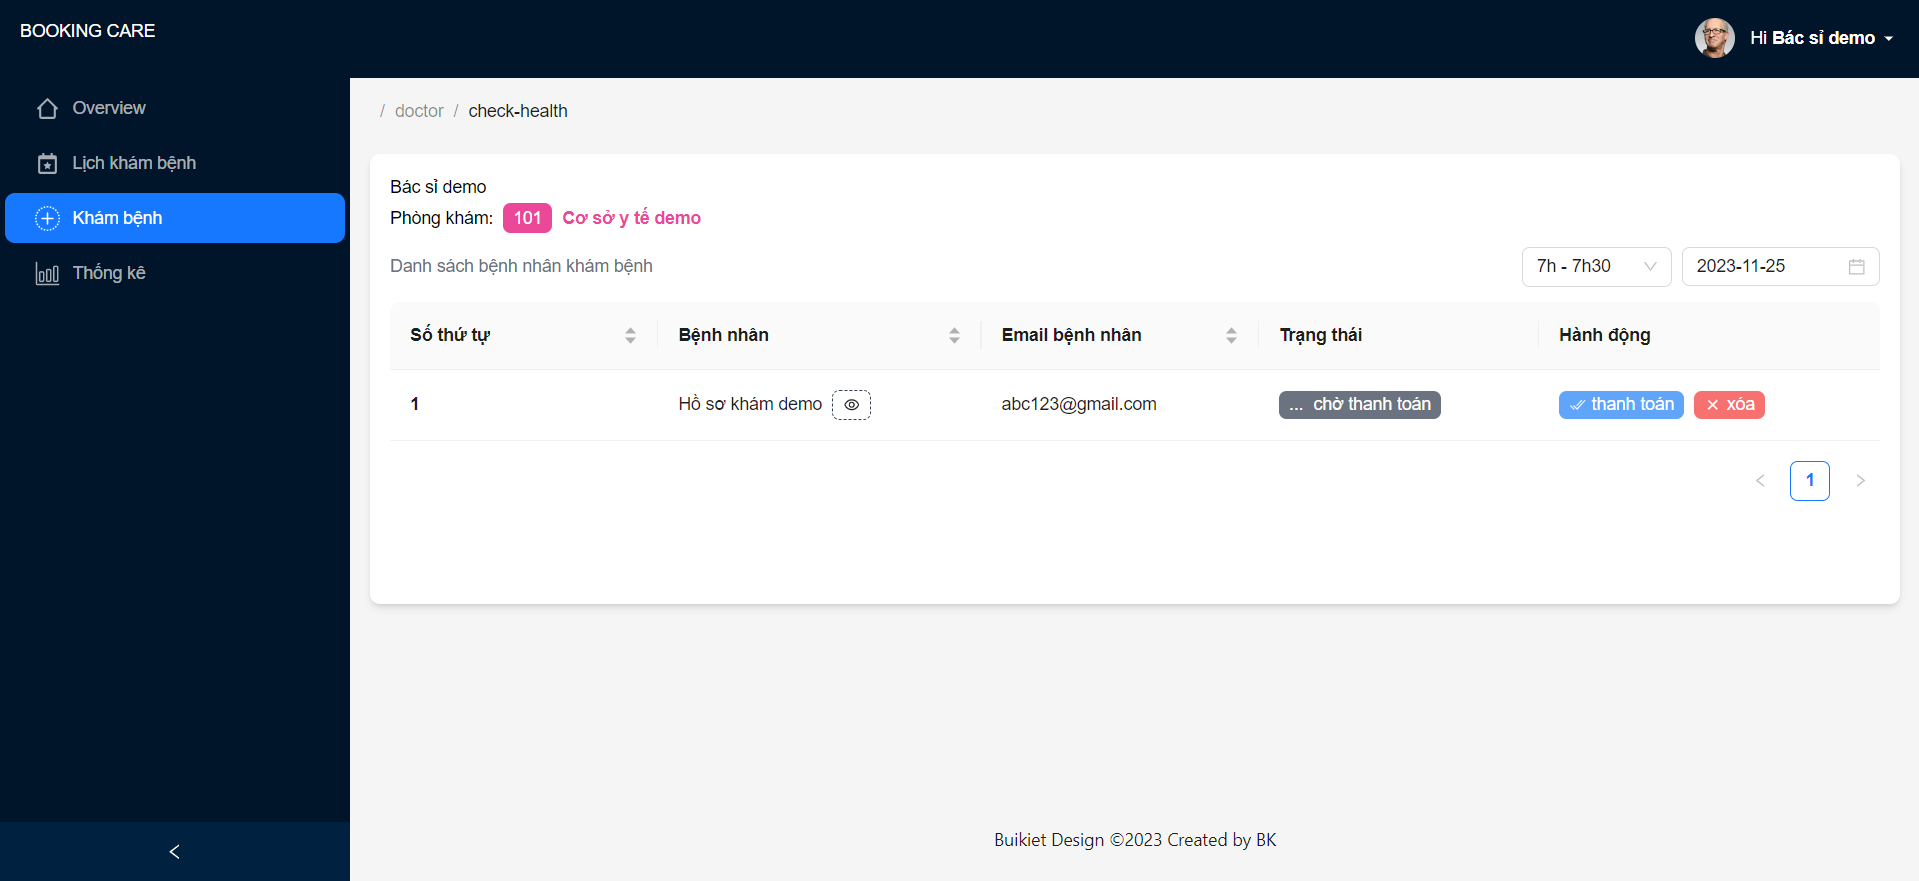 BOOKING CARE
Hi Bác sỉ demo
Overview
Lịch khám bệnh
Khám bệnh
Thống kê
/ doctor / check-health
Bác sỉ demo
Phòng khám: 101 Cơ sở y tế demo
Danh sách bệnh nhân khám bệnh
7h - 7h30 2023-11-25
Số thứ tự Bệnh nhân Email bệnh nhân Trạng thái Hành động
1 Hồ sơ khám demo abc123@gmail.com ... chờ thanh toán thanh toán xóa
1
Buikiet Design ©2023 Created by BK